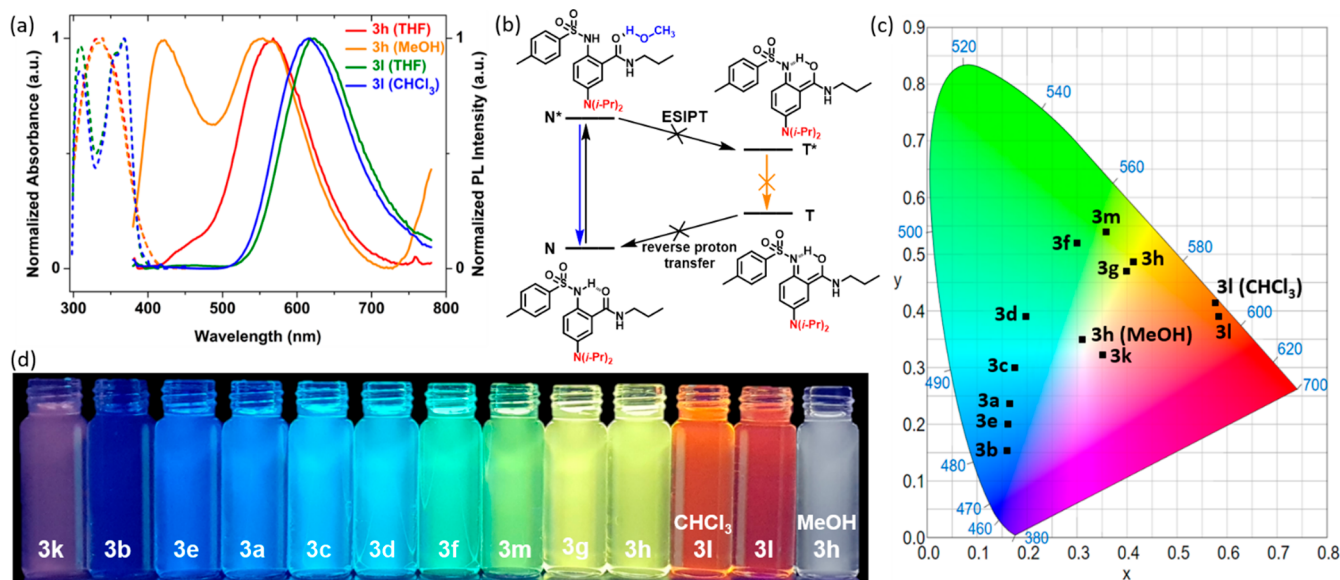 (a)
3h (THF)
3h (MeOH)
3l (THF)
3l (CHCl3)
Normalized Absorbance (a.u.)
Normalized PL Intensity (a.u.)
1
0
1
0
300 400 500 600 700 800
Wavelength (nm)
(b)
O
S
O
NH
O
H
O
CH3
N
H
N(i-Pr)2
N*
ESIPT
O
S
O
N
H
O
NH
N(i-Pr)2
T*
T
N
reverse proton
transfer
O
S
O
N
H
O
N
H
N(i-Pr)2
O
S
O
N
H
O
NH
N(i-Pr)2
(c)
0.9
0.8
0.7
0.6
0.5
y
0.4
0.3
0.2
0.1
0.0
0.0 0.1 0.2 0.3 0.4 0.5 0.6 0.7 0.8
x
520
540
560
500
580
600
620
700
490
480
470
460
380
3m
3f
3h
3g
3l (CHCl3)
3d
3l
3h (MeOH)
3k
3c
3a
3e
3b
(d)
CHCl3
MeOH
3k 3b 3e 3a 3c 3d 3f 3m 3g 3h 3l 3l 3h